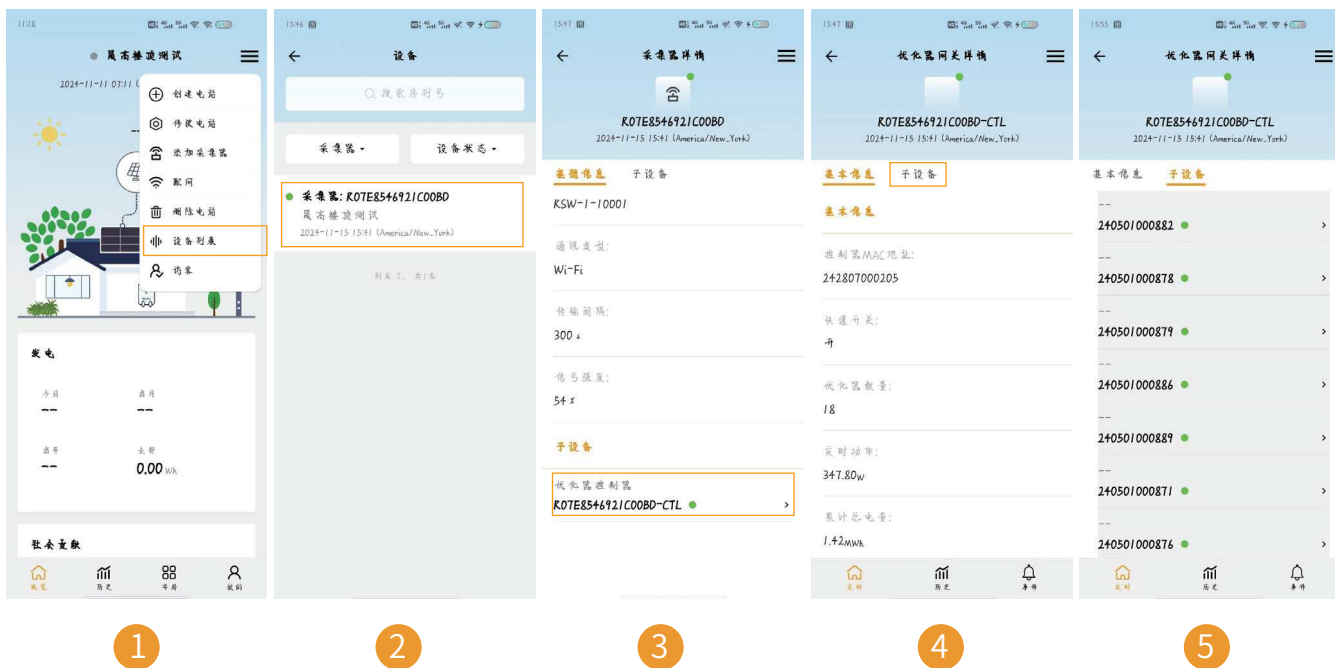 11:18
晟高楼顶测试
2024-11-11 07:11 (
创建电站
修改电站
添加采集器
配网
删除电站
设备列表
访客
发电
今日
当月
--
--
当年
全部
--
0.00 Wh
社会贡献
概览
历史
布局
我的
1
15:46
设备
搜索序列号
采集器
设备状态
采集器: R07E8546921C00BD
晟高楼顶测试
2024-11-15 15:41 (America/New_York)
到底了, 共1条
2
15:47
采集器详情
R07E8546921C00BD
2024-11-15 15:41 (America/New_York)
基础信息
子设备
RSW-1-10001
通讯类型:
Wi-Fi
传输间隔:
300 s
信号强度:
54 %
子设备
优化器控制器
R07E8546921C00BD-CTL
3
15:47
优化器网关详情
R07E8546921C00BD-CTL
2024-11-15 15:41 (America/New_York)
基本信息
子设备
基本信息
控制器MAC地址:
242807000205
快速开关:
开
优化器数量:
18
实时功率:
347.80w
累计总电量:
1.42MWh
实时
历史
事件
4
15:55
优化器网关详情
R07E8546921C00BD-CTL
2024-11-15 15:41 (America/New_York)
基本信息
子设备
--
240501000882
--
240501000878
--
240501000879
--
240501000886
--
240501000889
--
240501000871
--
240501000876
实时
历史
事件
5